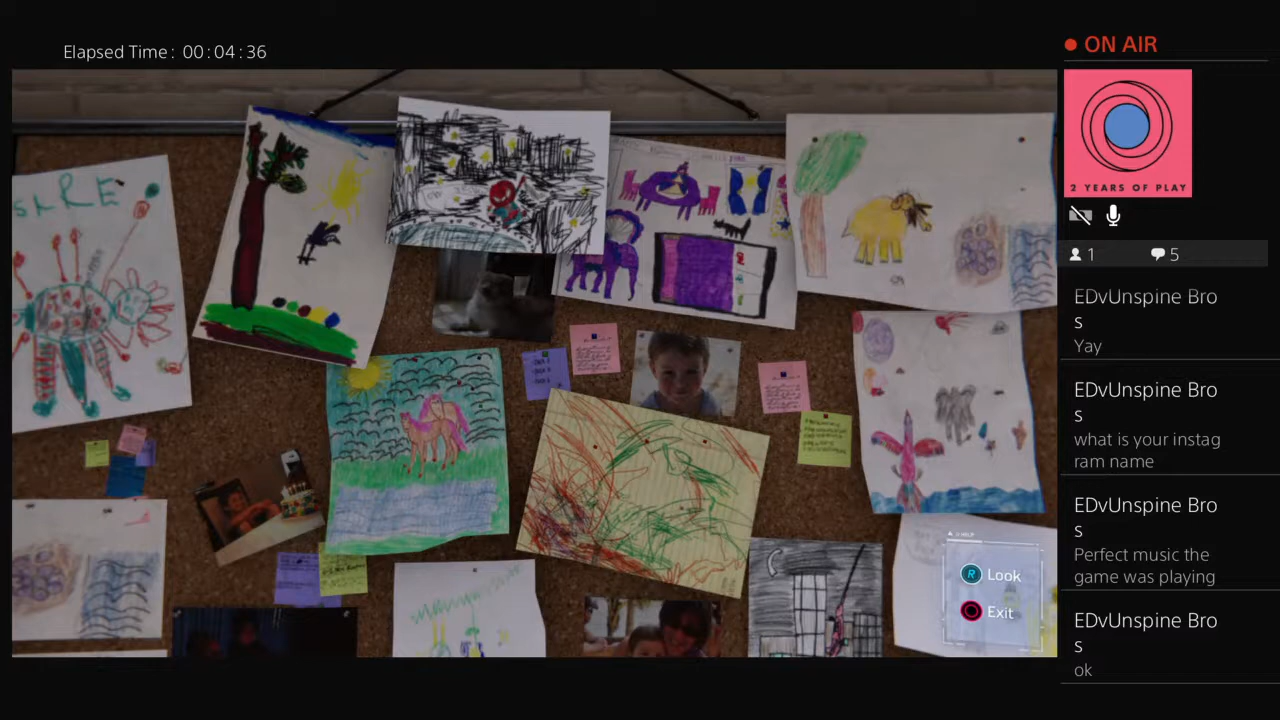 Elapsed Time: 00:04:36
ON AIR
2 YEARS OF PLAY
1
5
EDvUnspine Bro
s
Yay
EDvUnspine Bro
s
what is your instag
ram name
EDvUnspine Bro
s
Perfect music the
game was playing
EDvUnspine Bro
s
ok
HELP
R Look
Exit